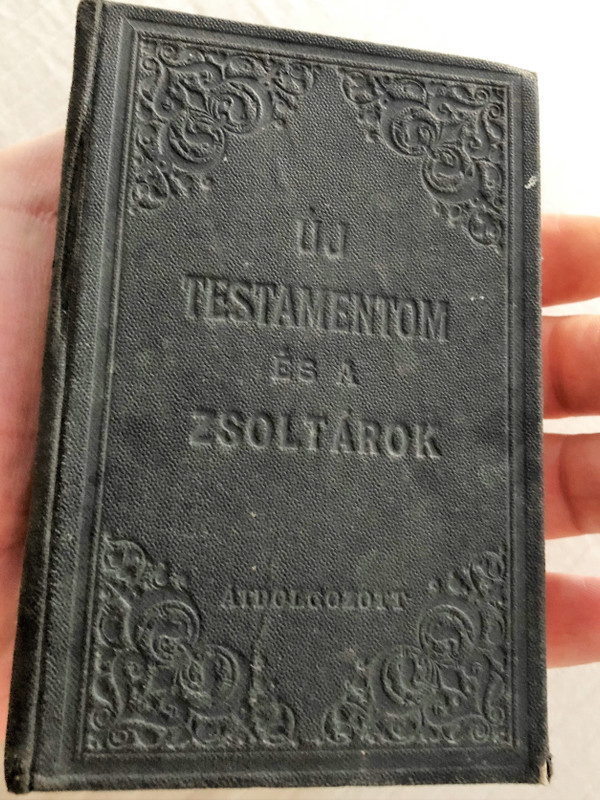 ÚJ
TESTAMENTOM
ÉS A
ZSOLTÁROK
ÁTDOLGOZOTT